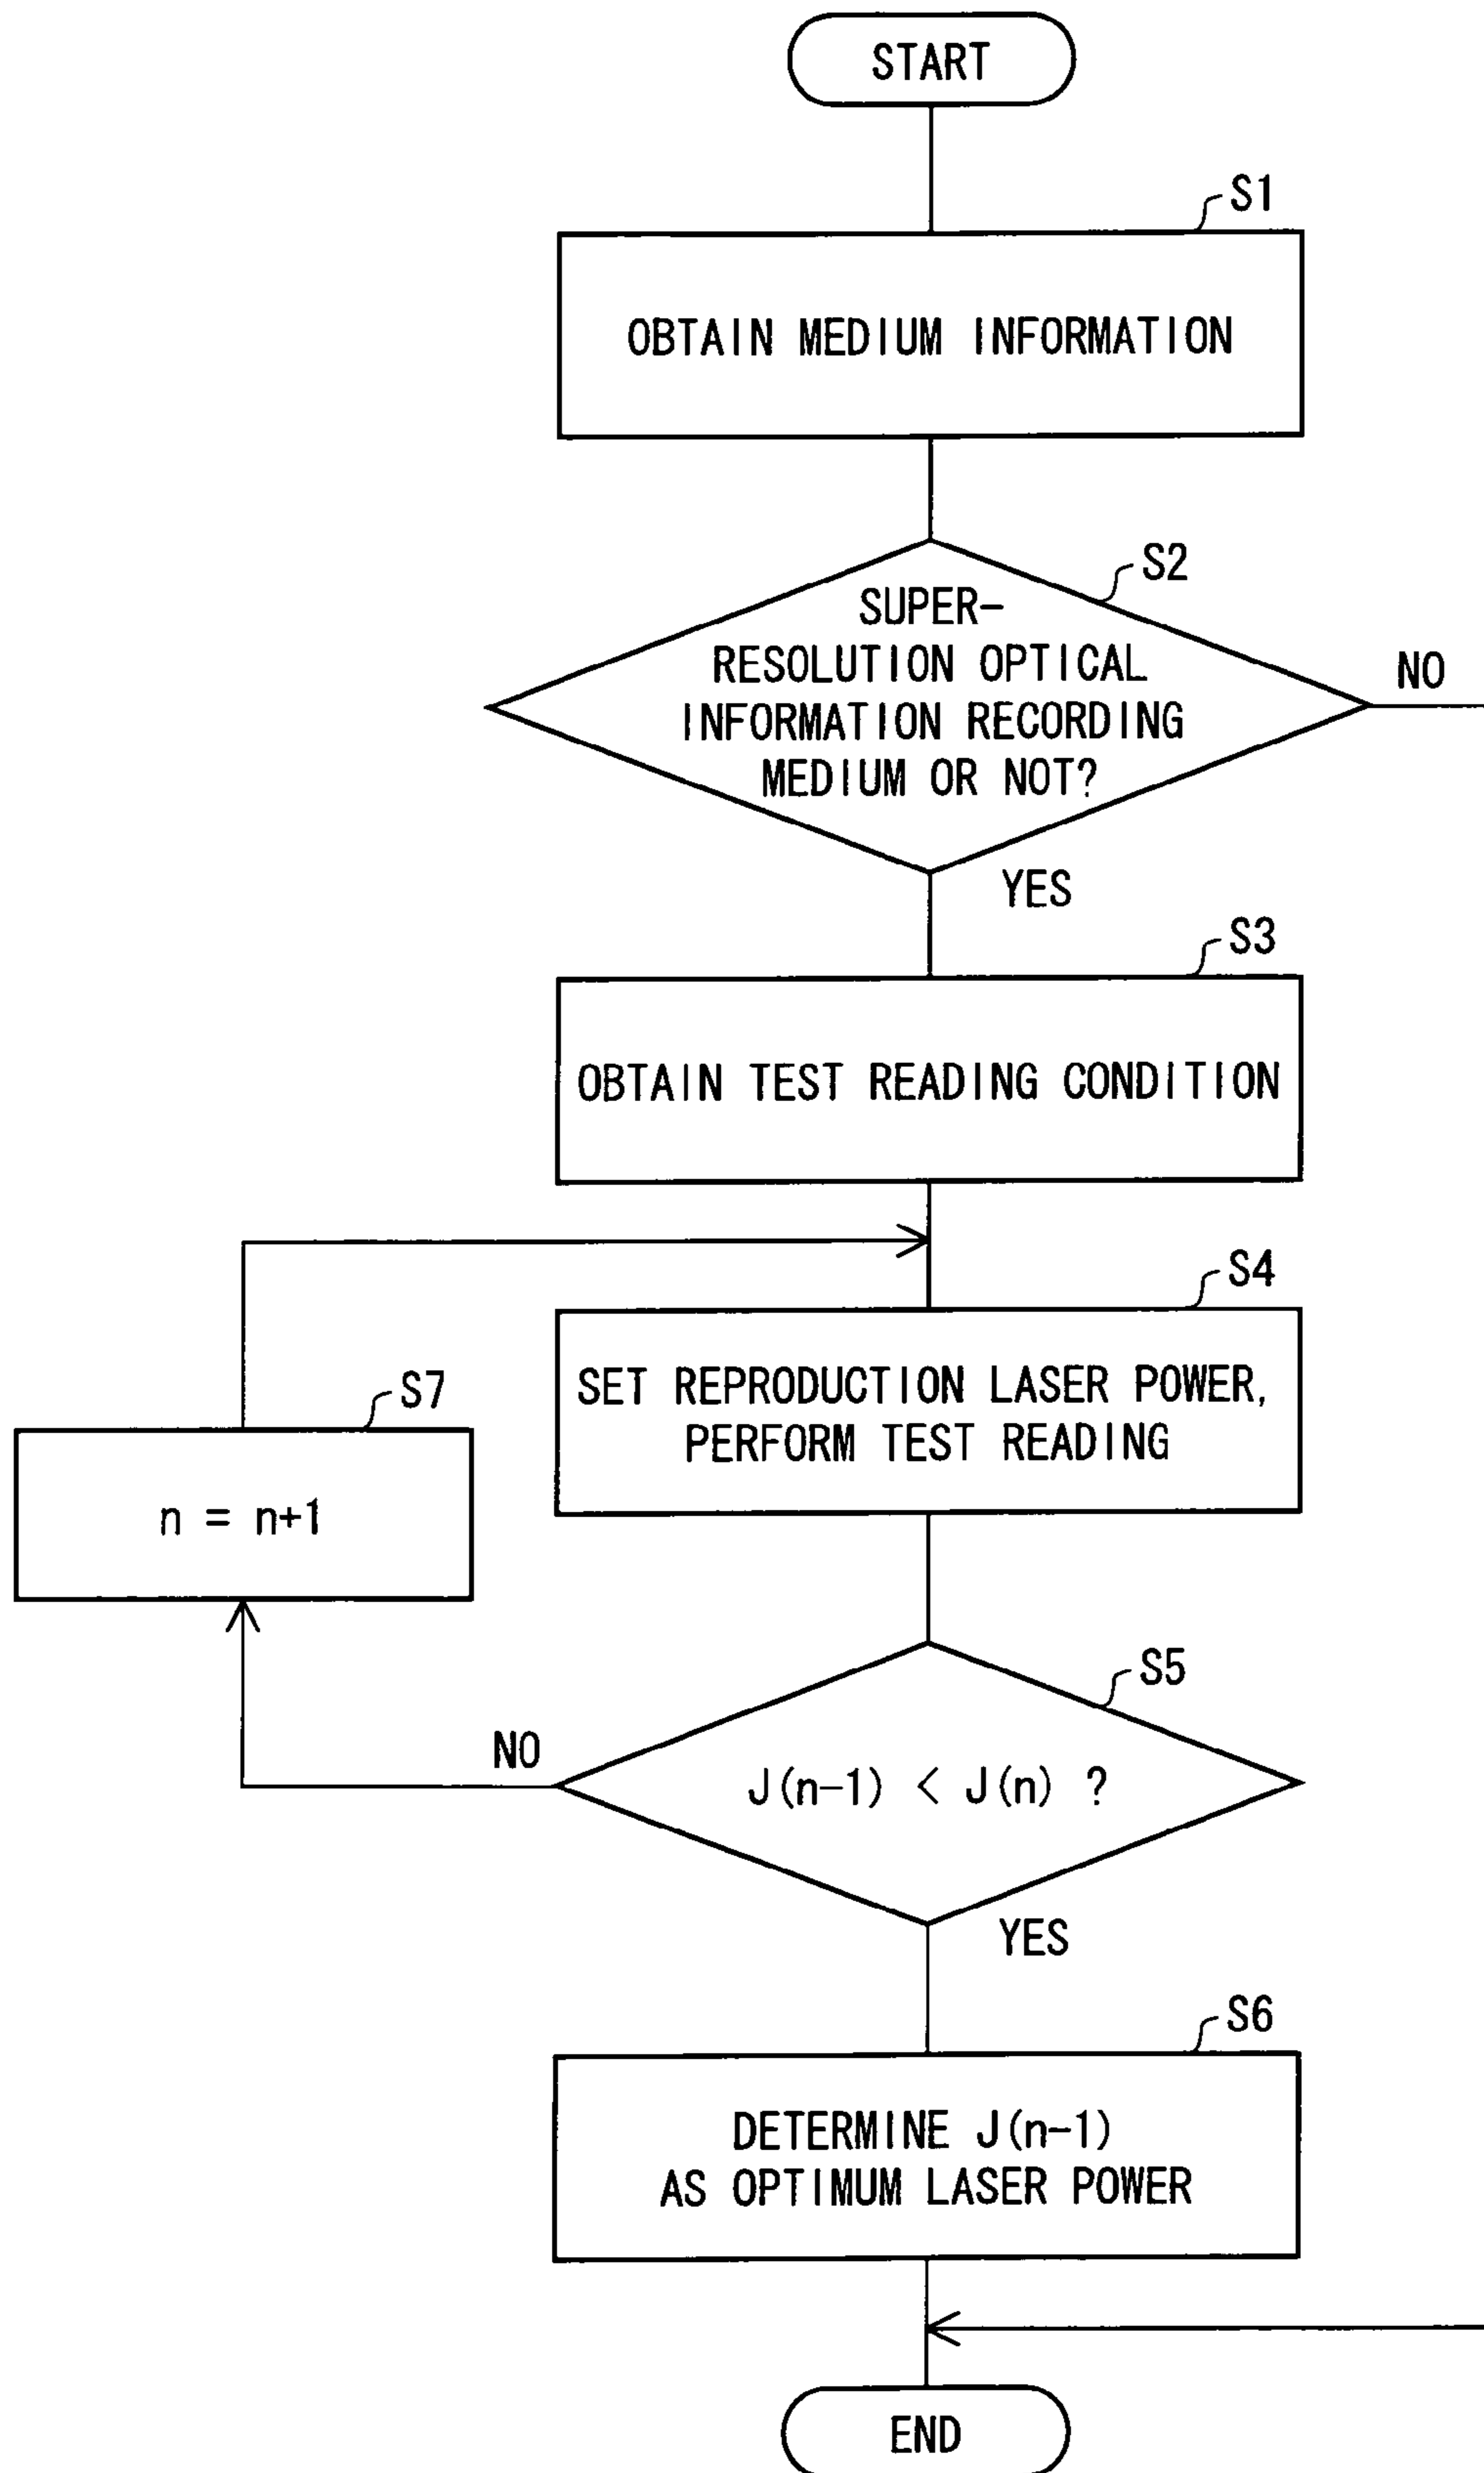 START
S1
OBTAIN MEDIUM INFORMATION
S2
SUPER-
RESOLUTION OPTICAL
INFORMATION RECORDING
MEDIUM OR NOT?
NO
YES
S3
OBTAIN TEST READING CONDITION
S4
SET REPRODUCTION LASER POWER,
PERFORM TEST READING
S7
n = n+1
S5
J(n-1) < J(n) ?
NO
YES
S6
DETERMINE J(n-1)
AS OPTIMUM LASER POWER
END